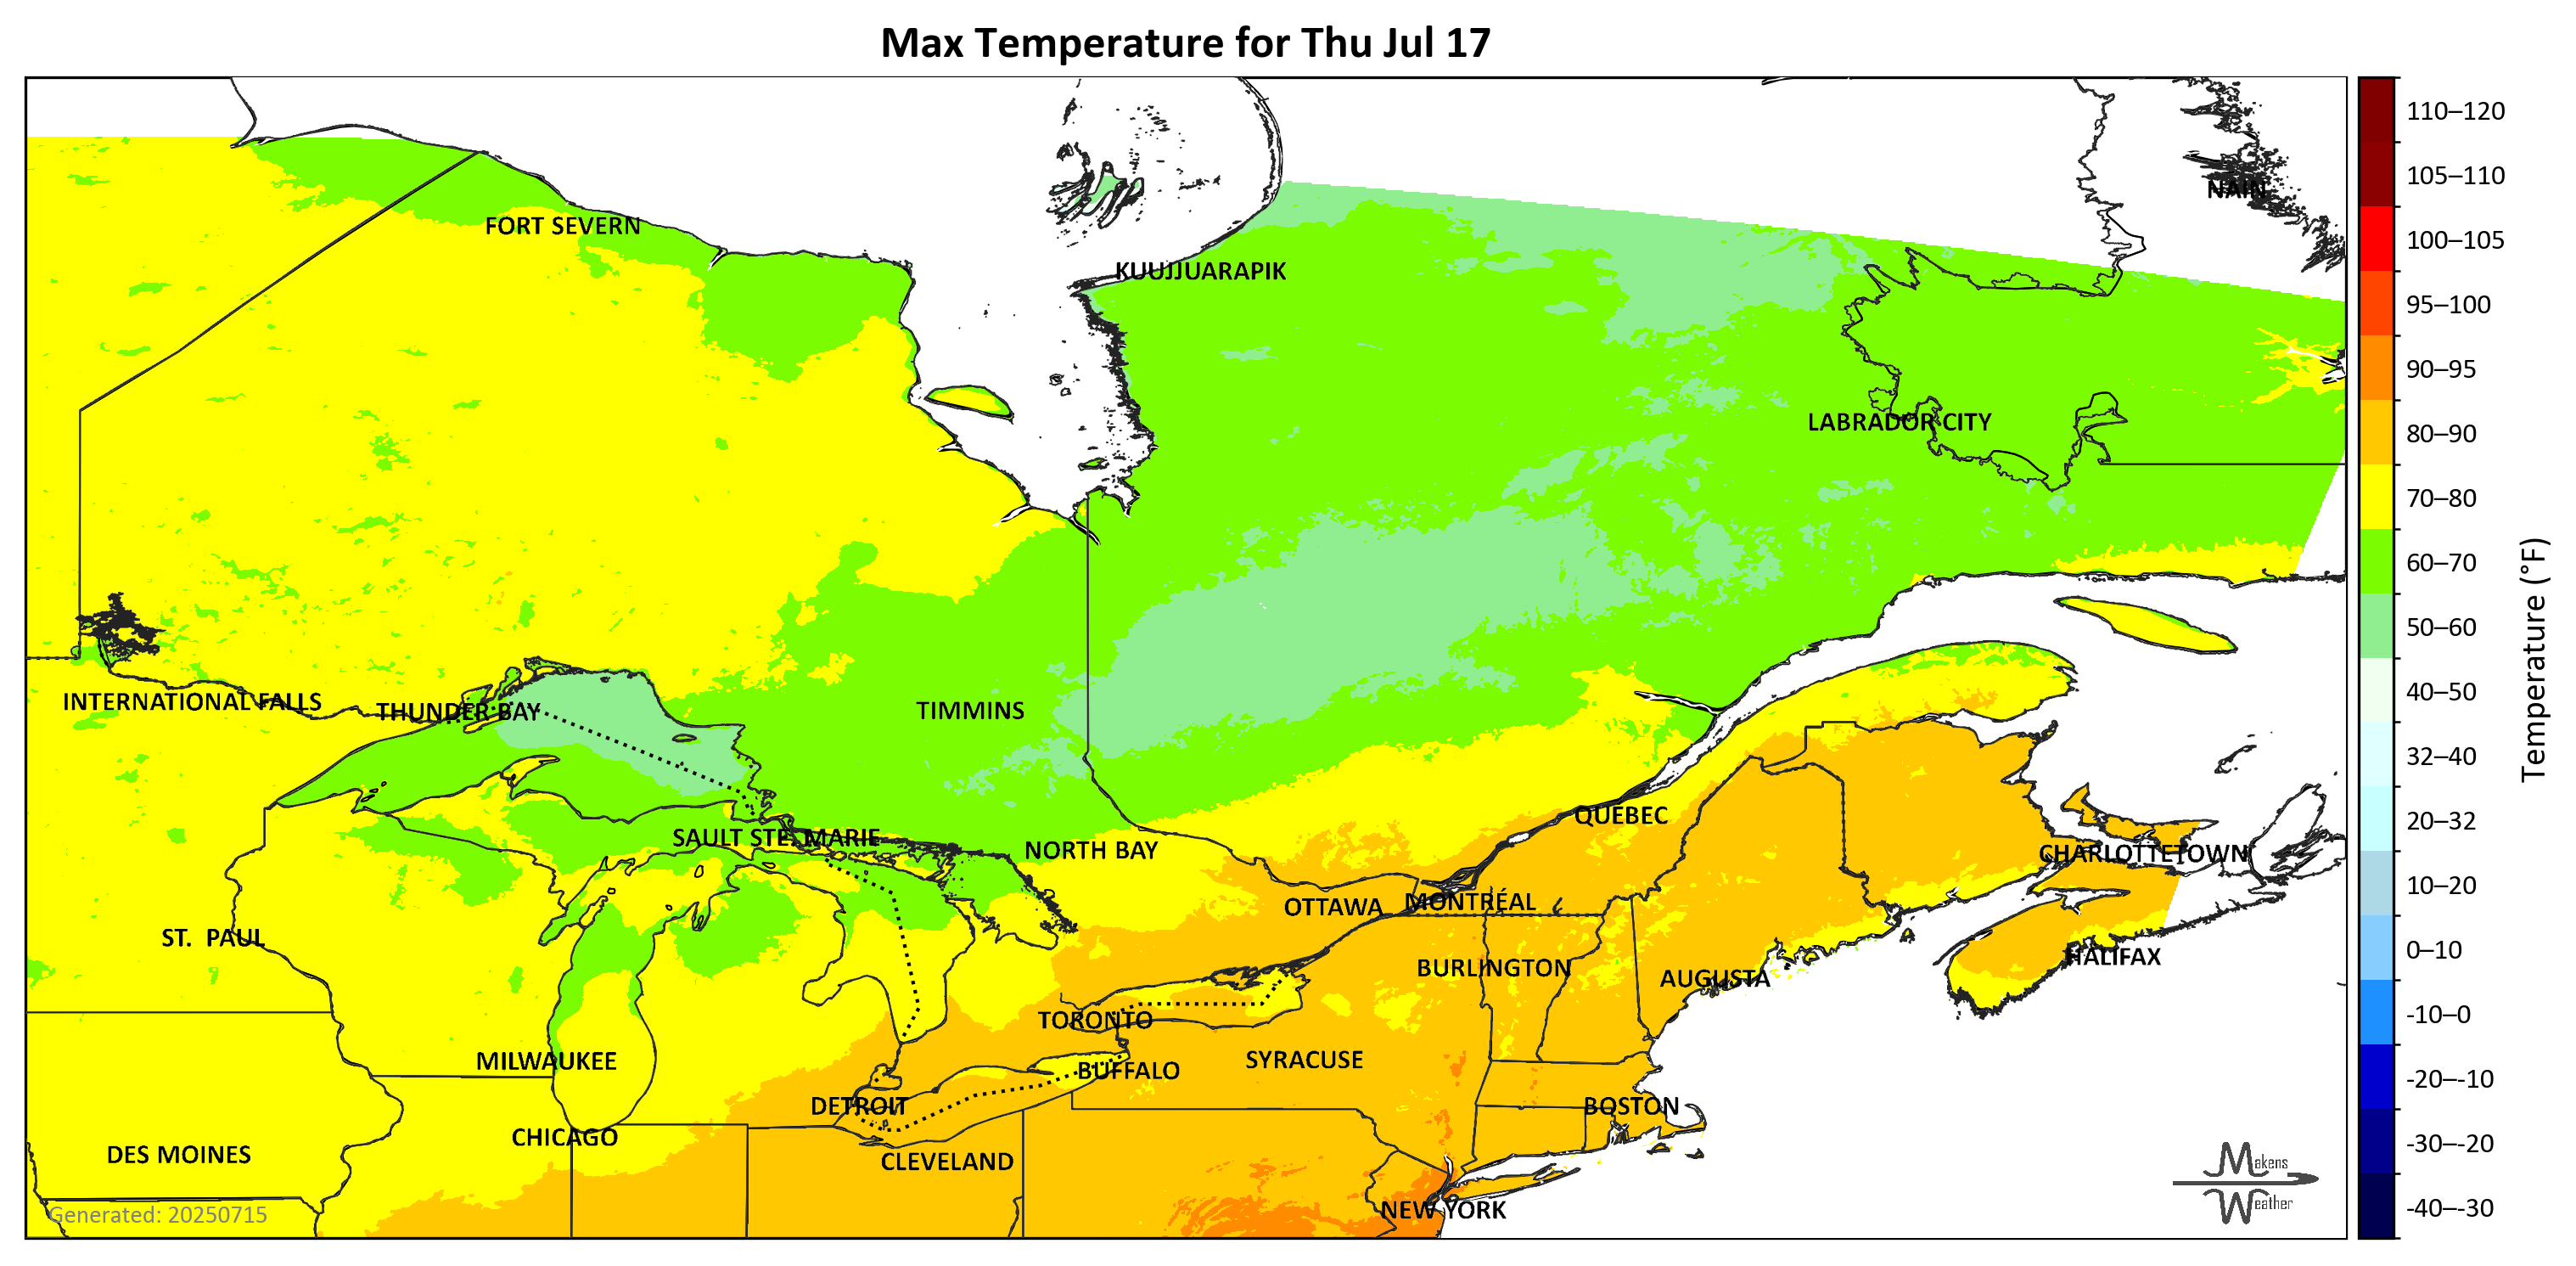 Max Temperature for Thu Jul 17
NAIN
FORT SEVERN
KUUJJUARAPIK
LABRADOR CITY
INTERNATIONAL FALLS
THUNDER BAY
TIMMINS
QUEBEC
SAULT STE. MARIE
NORTH BAY
CHARLOTTETOWN
OTTAWA
MONTRÉAL
ST. PAUL
BURLINGTON
AUGUSTA
HALIFAX
TORONTO
MILWAUKEE
BUFFALO
SYRACUSE
DETROIT
BOSTON
CHICAGO
DES MOINES
CLEVELAND
NEW YORK
Generated: 20250715
Makens
Weather
110–120
105–110
100–105
95–100
90–95
80–90
70–80
60–70
50–60
40–50
32–40
20–32
10–20
0–10
-10–0
-20–-10
-30–-20
-40–-30
Temperature (°F)